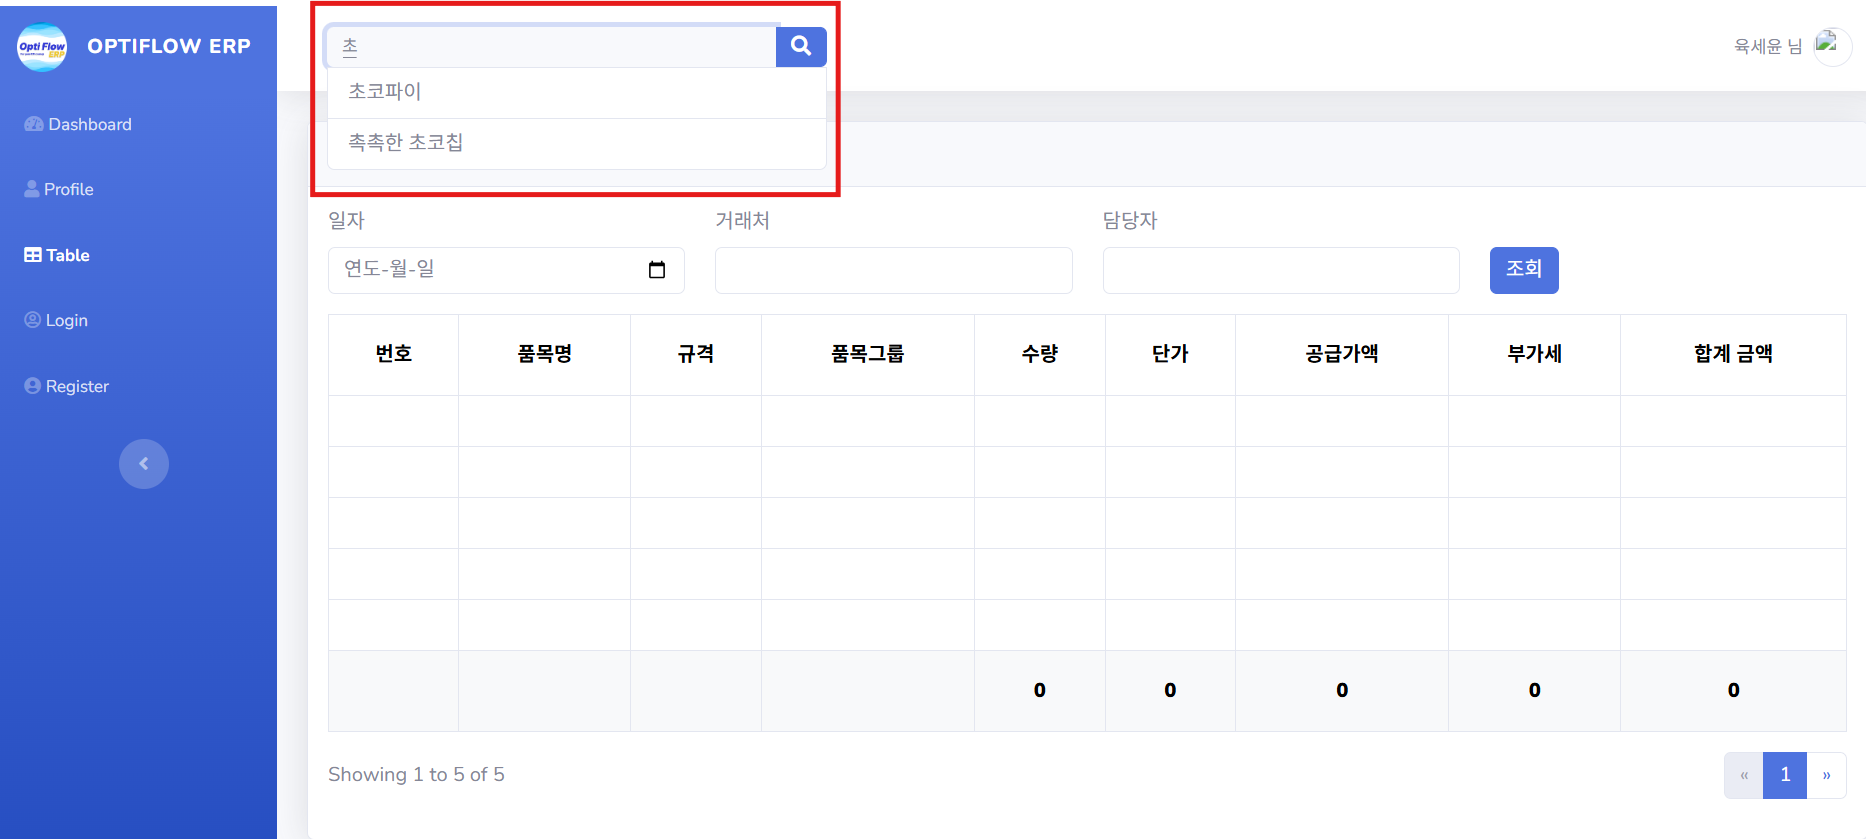 Opti Flow
ERP
OPTIFLOW ERP
Dashboard
Profile
Table
Login
Register
초
초코파이
촉촉한 초코칩
육세윤 님
일자
거래처
담당자
연도-월-일
조회
번호 품목명 규격 품목그룹 수량 단가 공급가액 부가세 합계 금액
0 0 0 0 0
Showing 1 to 5 of 5
« 1 »